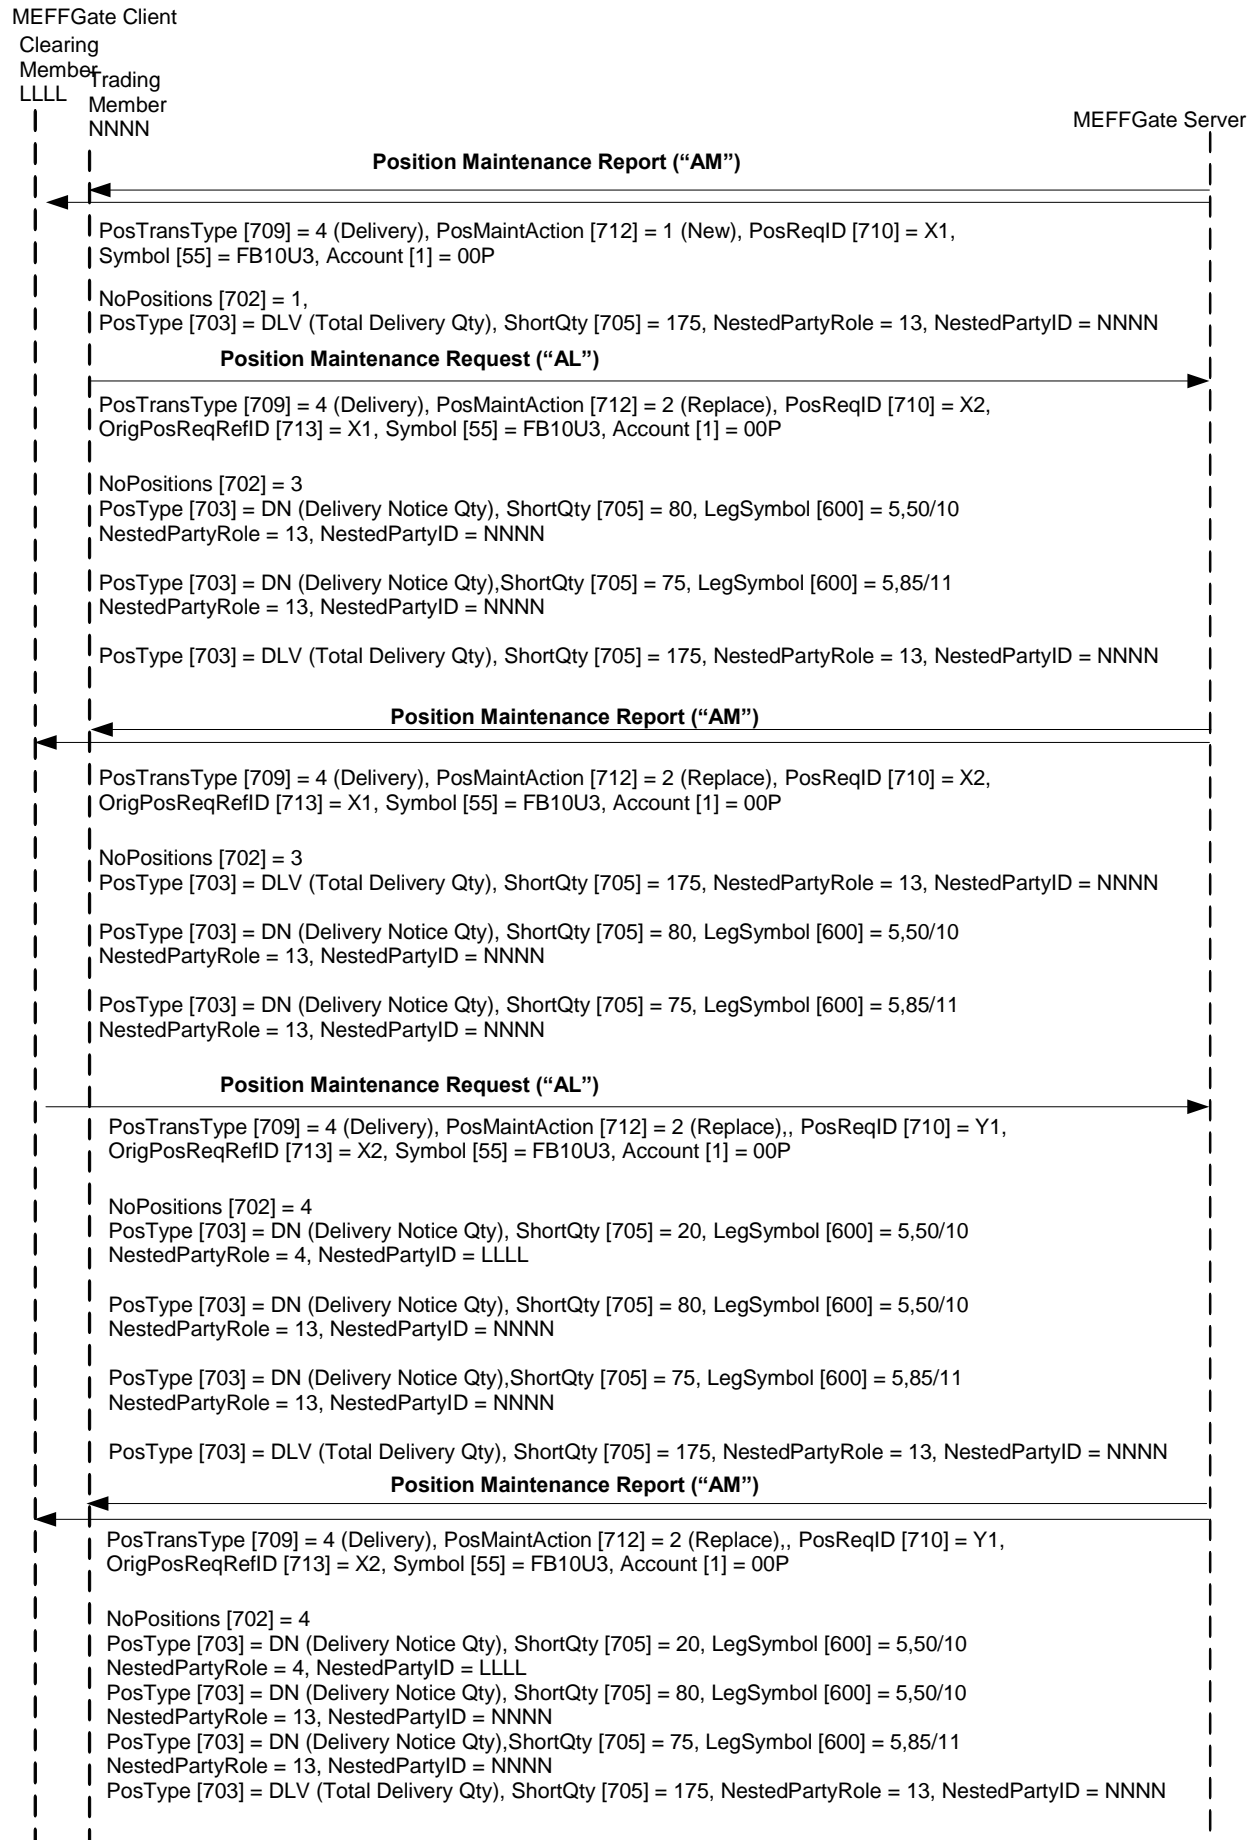 MEFFGate Client
Clearing
Member
LLLL
Trading
Member
NNNN
MEFFGate Server
Position Maintenance Report (“AM”)
PosTransType [709] = 4 (Delivery), PosMaintAction [712] = 1 (New), PosReqID [710] = X1,
Symbol [55] = FB10U3, Account [1] = 00P
NoPositions [702] = 1,
PosType [703] = DLV (Total Delivery Qty), ShortQty [705] = 175, NestedPartyRole = 13, NestedPartyID = NNNN
Position Maintenance Request (“AL”)
PosTransType [709] = 4 (Delivery), PosMaintAction [712] = 2 (Replace), PosReqID [710] = X2,
OrigPosReqRefID [713] = X1, Symbol [55] = FB10U3, Account [1] = 00P
NoPositions [702] = 3
PosType [703] = DN (Delivery Notice Qty), ShortQty [705] = 80, LegSymbol [600] = 5,50/10
NestedPartyRole = 13, NestedPartyID = NNNN
PosType [703] = DN (Delivery Notice Qty),ShortQty [705] = 75, LegSymbol [600] = 5,85/11
NestedPartyRole = 13, NestedPartyID = NNNN
PosType [703] = DLV (Total Delivery Qty), ShortQty [705] = 175, NestedPartyRole = 13, NestedPartyID = NNNN
Position Maintenance Report (“AM”)
PosTransType [709] = 4 (Delivery), PosMaintAction [712] = 2 (Replace), PosReqID [710] = X2,
OrigPosReqRefID [713] = X1, Symbol [55] = FB10U3, Account [1] = 00P
NoPositions [702] = 3
PosType [703] = DLV (Total Delivery Qty), ShortQty [705] = 175, NestedPartyRole = 13, NestedPartyID = NNNN
PosType [703] = DN (Delivery Notice Qty), ShortQty [705] = 80, LegSymbol [600] = 5,50/10
NestedPartyRole = 13, NestedPartyID = NNNN
PosType [703] = DN (Delivery Notice Qty), ShortQty [705] = 75, LegSymbol [600] = 5,85/11
NestedPartyRole = 13, NestedPartyID = NNNN
Position Maintenance Request (“AL”)
PosTransType [709] = 4 (Delivery), PosMaintAction [712] = 2 (Replace),, PosReqID [710] = Y1,
OrigPosReqRefID [713] = X2, Symbol [55] = FB10U3, Account [1] = 00P
NoPositions [702] = 4
PosType [703] = DN (Delivery Notice Qty), ShortQty [705] = 20, LegSymbol [600] = 5,50/10
NestedPartyRole = 4, NestedPartyID = LLLL
PosType [703] = DN (Delivery Notice Qty), ShortQty [705] = 80, LegSymbol [600] = 5,50/10
NestedPartyRole = 13, NestedPartyID = NNNN
PosType [703] = DN (Delivery Notice Qty),ShortQty [705] = 75, LegSymbol [600] = 5,85/11
NestedPartyRole = 13, NestedPartyID = NNNN
PosType [703] = DLV (Total Delivery Qty), ShortQty [705] = 175, NestedPartyRole = 13, NestedPartyID = NNNN
Position Maintenance Report (“AM”)
PosTransType [709] = 4 (Delivery), PosMaintAction [712] = 2 (Replace),, PosReqID [710] = Y1,
OrigPosReqRefID [713] = X2, Symbol [55] = FB10U3, Account [1] = 00P
NoPositions [702] = 4
PosType [703] = DN (Delivery Notice Qty), ShortQty [705] = 20, LegSymbol [600] = 5,50/10
NestedPartyRole = 4, NestedPartyID = LLLL
PosType [703] = DN (Delivery Notice Qty), ShortQty [705] = 80, LegSymbol [600] = 5,50/10
NestedPartyRole = 13, NestedPartyID = NNNN
PosType [703] = DN (Delivery Notice Qty),ShortQty [705] = 75, LegSymbol [600] = 5,85/11
NestedPartyRole = 13, NestedPartyID = NNNN
PosType [703] = DLV (Total Delivery Qty), ShortQty [705] = 175, NestedPartyRole = 13, NestedPartyID = NNNN